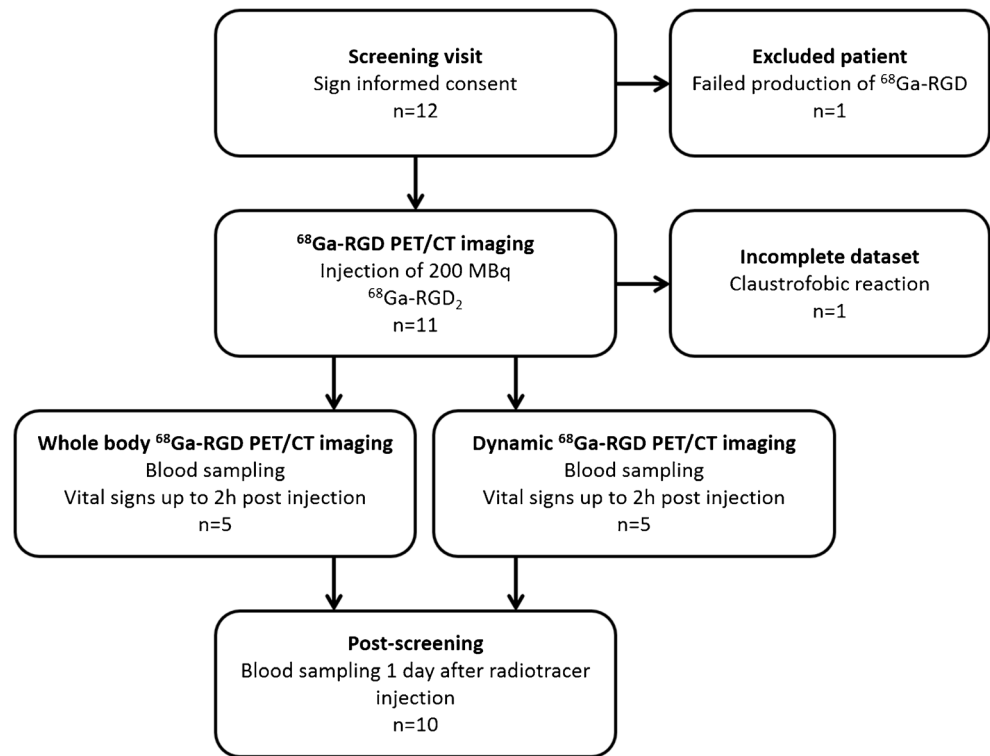 Screening visit
Sign informed consent
n=12
Excluded patient
Failed production of ⁶⁸Ga-RGD
n=1
⁶⁸Ga-RGD PET/CT imaging
Injection of 200 MBq
⁶⁸Ga-RGD₂
n=11
Incomplete dataset
Claustrofobic reaction
n=1
Whole body ⁶⁸Ga-RGD PET/CT imaging
Blood sampling
Vital signs up to 2h post injection
n=5
Dynamic ⁶⁸Ga-RGD PET/CT imaging
Blood sampling
Vital signs up to 2h post injection
n=5
Post-screening
Blood sampling 1 day after radiotracer
injection
n=10